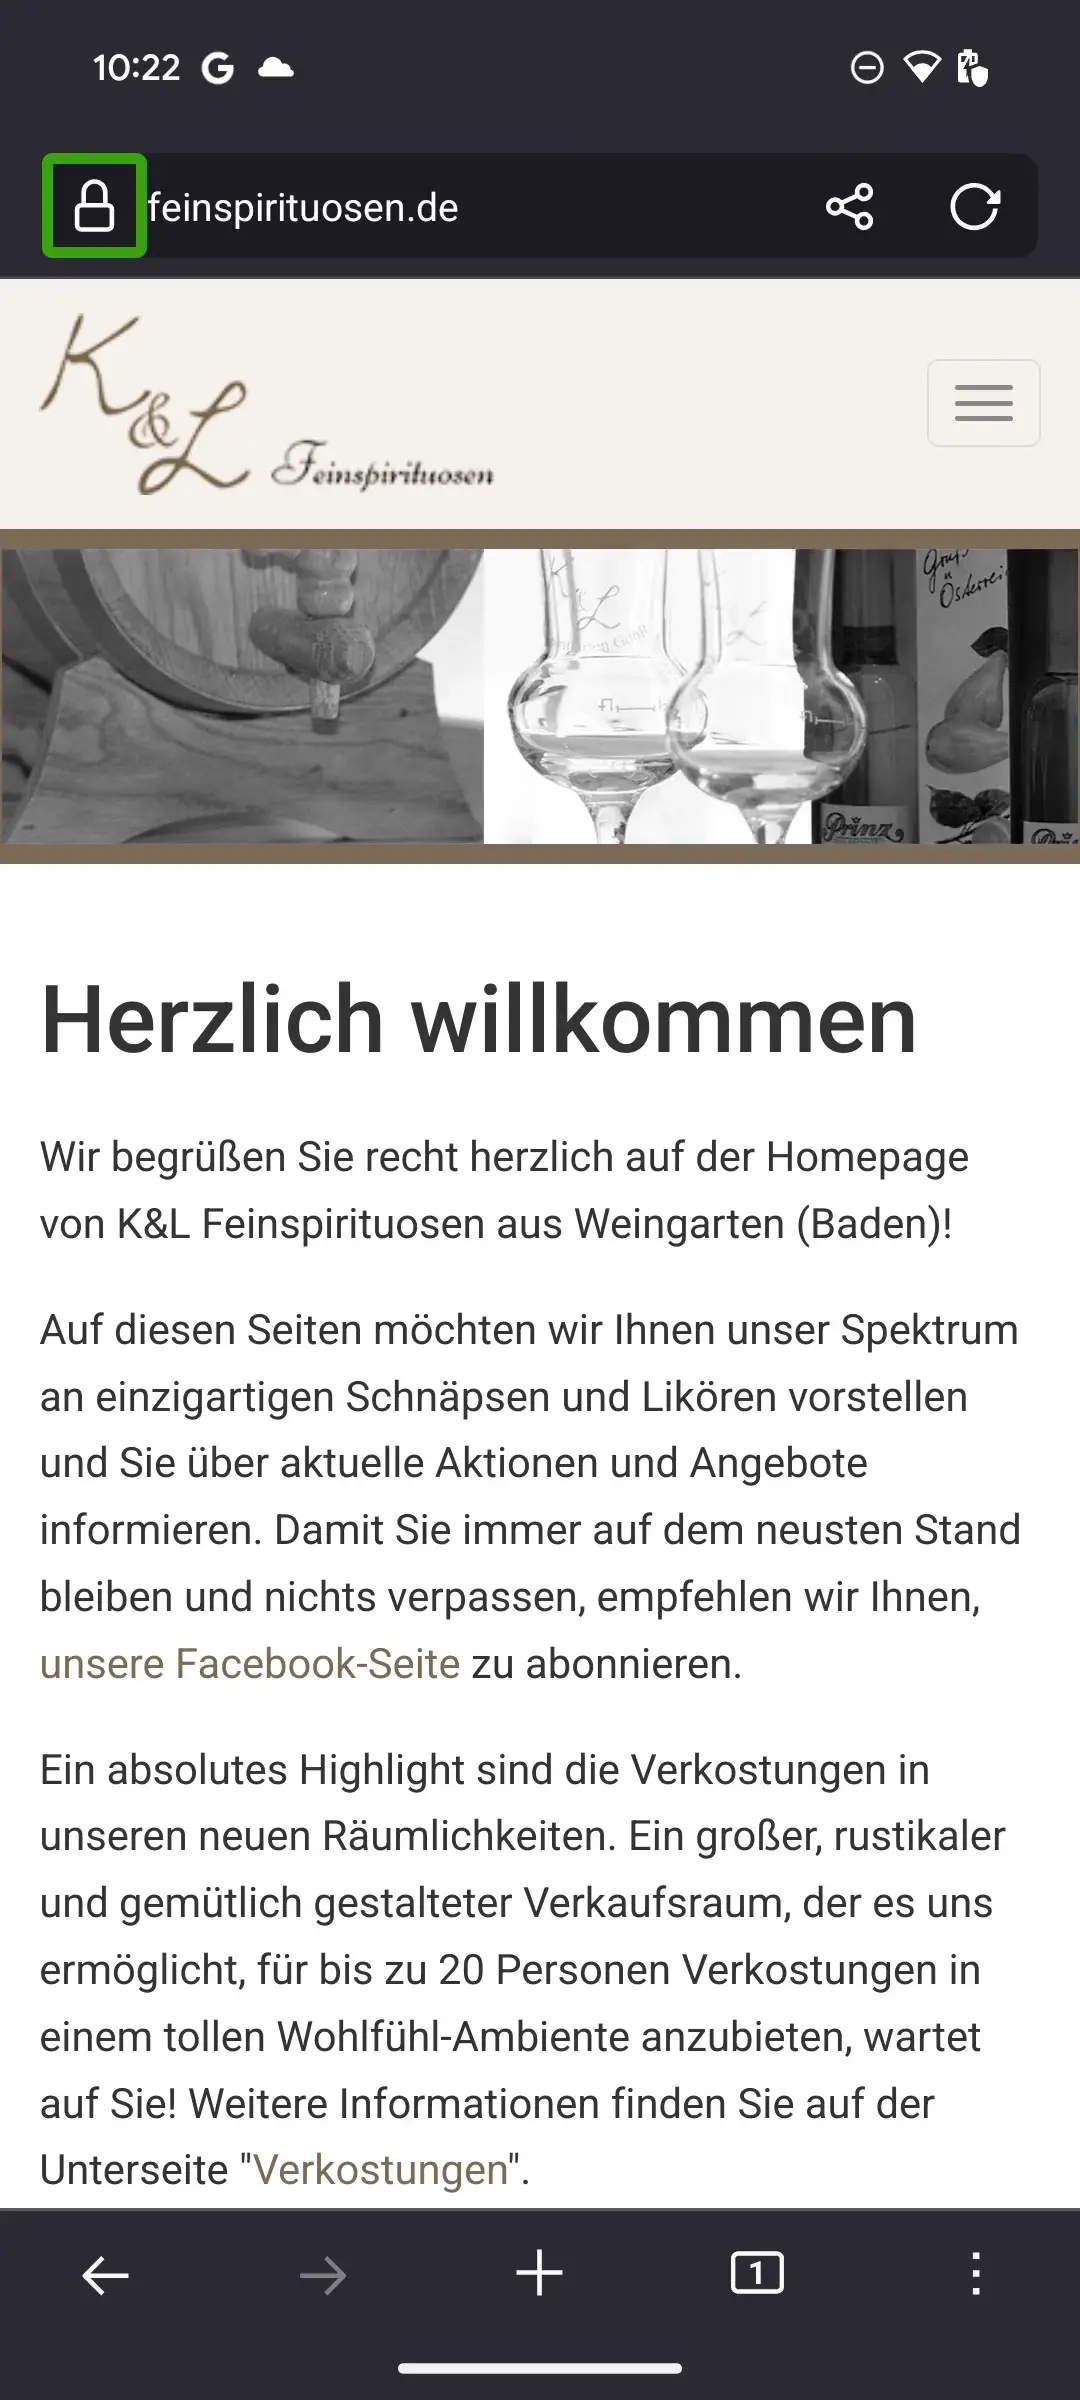 10:22
feinspirituosen.de
K&L Feinspirituosen
Gruß
Österrei
K
&L
Prinz
Herzlich willkommen
Wir begrüßen Sie recht herzlich auf der Homepage
von K&L Feinspirituosen aus Weingarten (Baden)!
Auf diesen Seiten möchten wir Ihnen unser Spektrum
an einzigartigen Schnäpsen und Likören vorstellen
und Sie über aktuelle Aktionen und Angebote
informieren. Damit Sie immer auf dem neusten Stand
bleiben und nichts verpassen, empfehlen wir Ihnen,
unsere Facebook-Seite zu abonnieren.
Ein absolutes Highlight sind die Verkostungen in
unseren neuen Räumlichkeiten. Ein großer, rustikaler
und gemütlich gestalteter Verkaufsraum, der es uns
ermöglicht, für bis zu 20 Personen Verkostungen in
einem tollen Wohlfühl-Ambiente anzubieten, wartet
auf Sie! Weitere Informationen finden Sie auf der
Unterseite "Verkostungen".
1